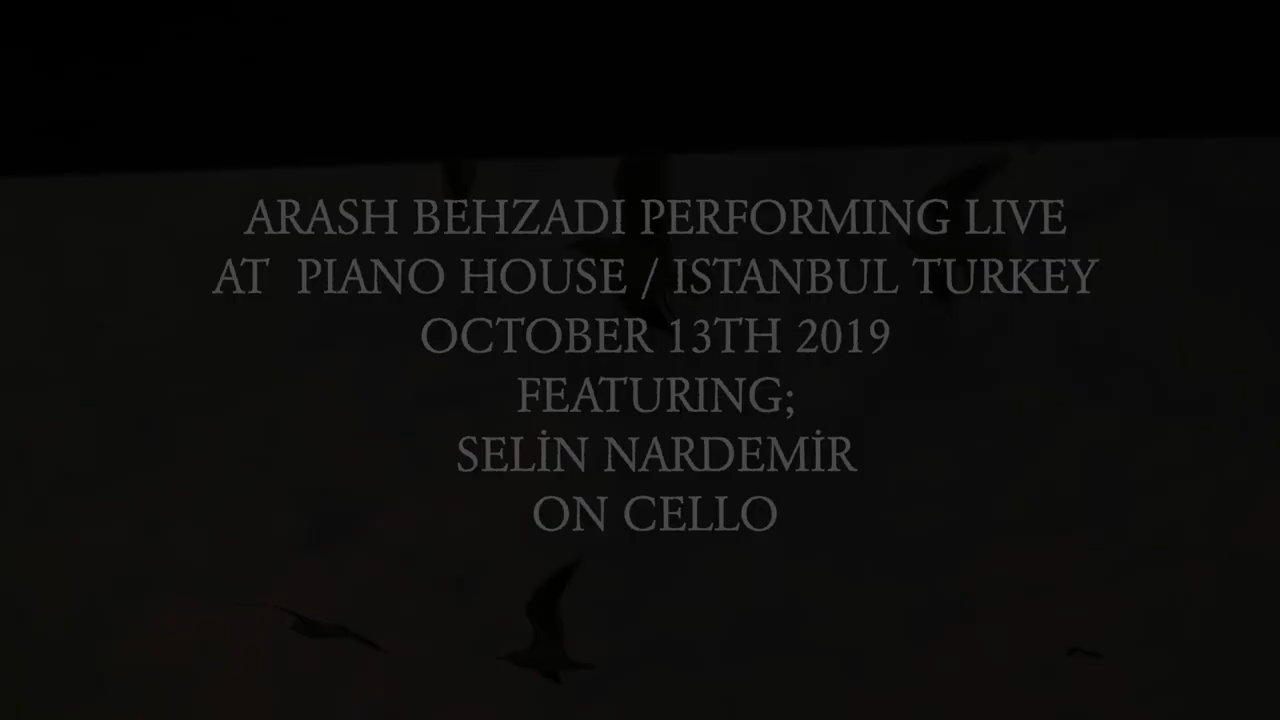 ARASH BEHZADI PERFORMING LIVE
AT PIANO HOUSE / ISTANBUL TURKEY
OCTOBER 13TH 2019
FEATURING;
SELİN NARDEMİR
ON CELLO